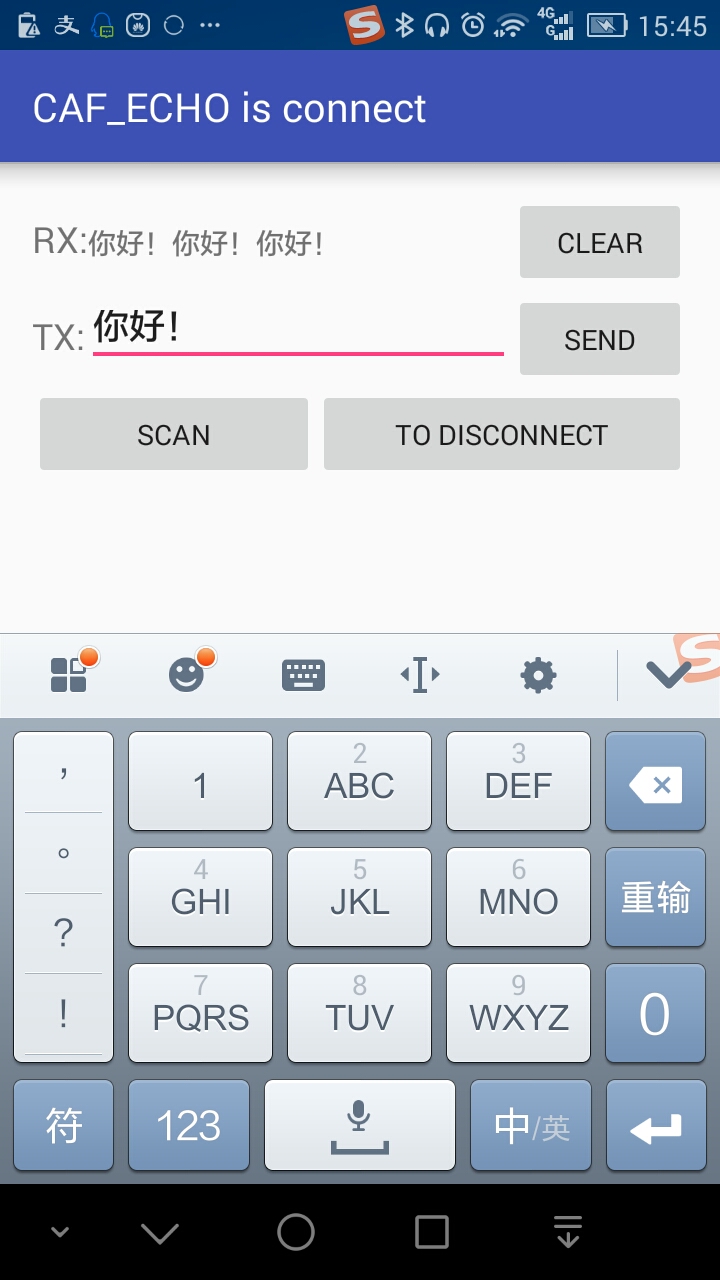 4G G 15:45
CAF_ECHO is connect
RX:你好！你好！你好！ CLEAR
TX: 你好！ SEND
SCAN TO DISCONNECT
， 1 2 ABC 3 DEF
。 4 GHI 5 JKL 6 MNO 重输
? 7 PQRS 8 TUV 9 WXYZ 0
!
符 123 中/英